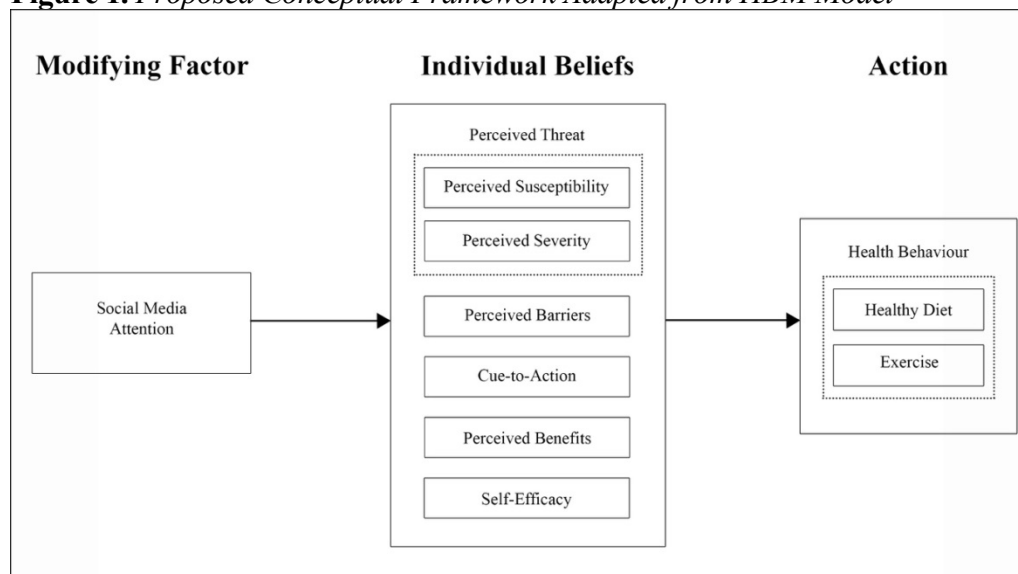 Figure 1. Proposed Conceptual Framework Adapted from HBM Model
Modifying Factor
Individual Beliefs
Action
Perceived Threat
Perceived Susceptibility
Perceived Severity
Perceived Barriers
Cue-to-Action
Perceived Benefits
Self-Efficacy
Social Media
Attention
Health Behaviour
Healthy Diet
Exercise